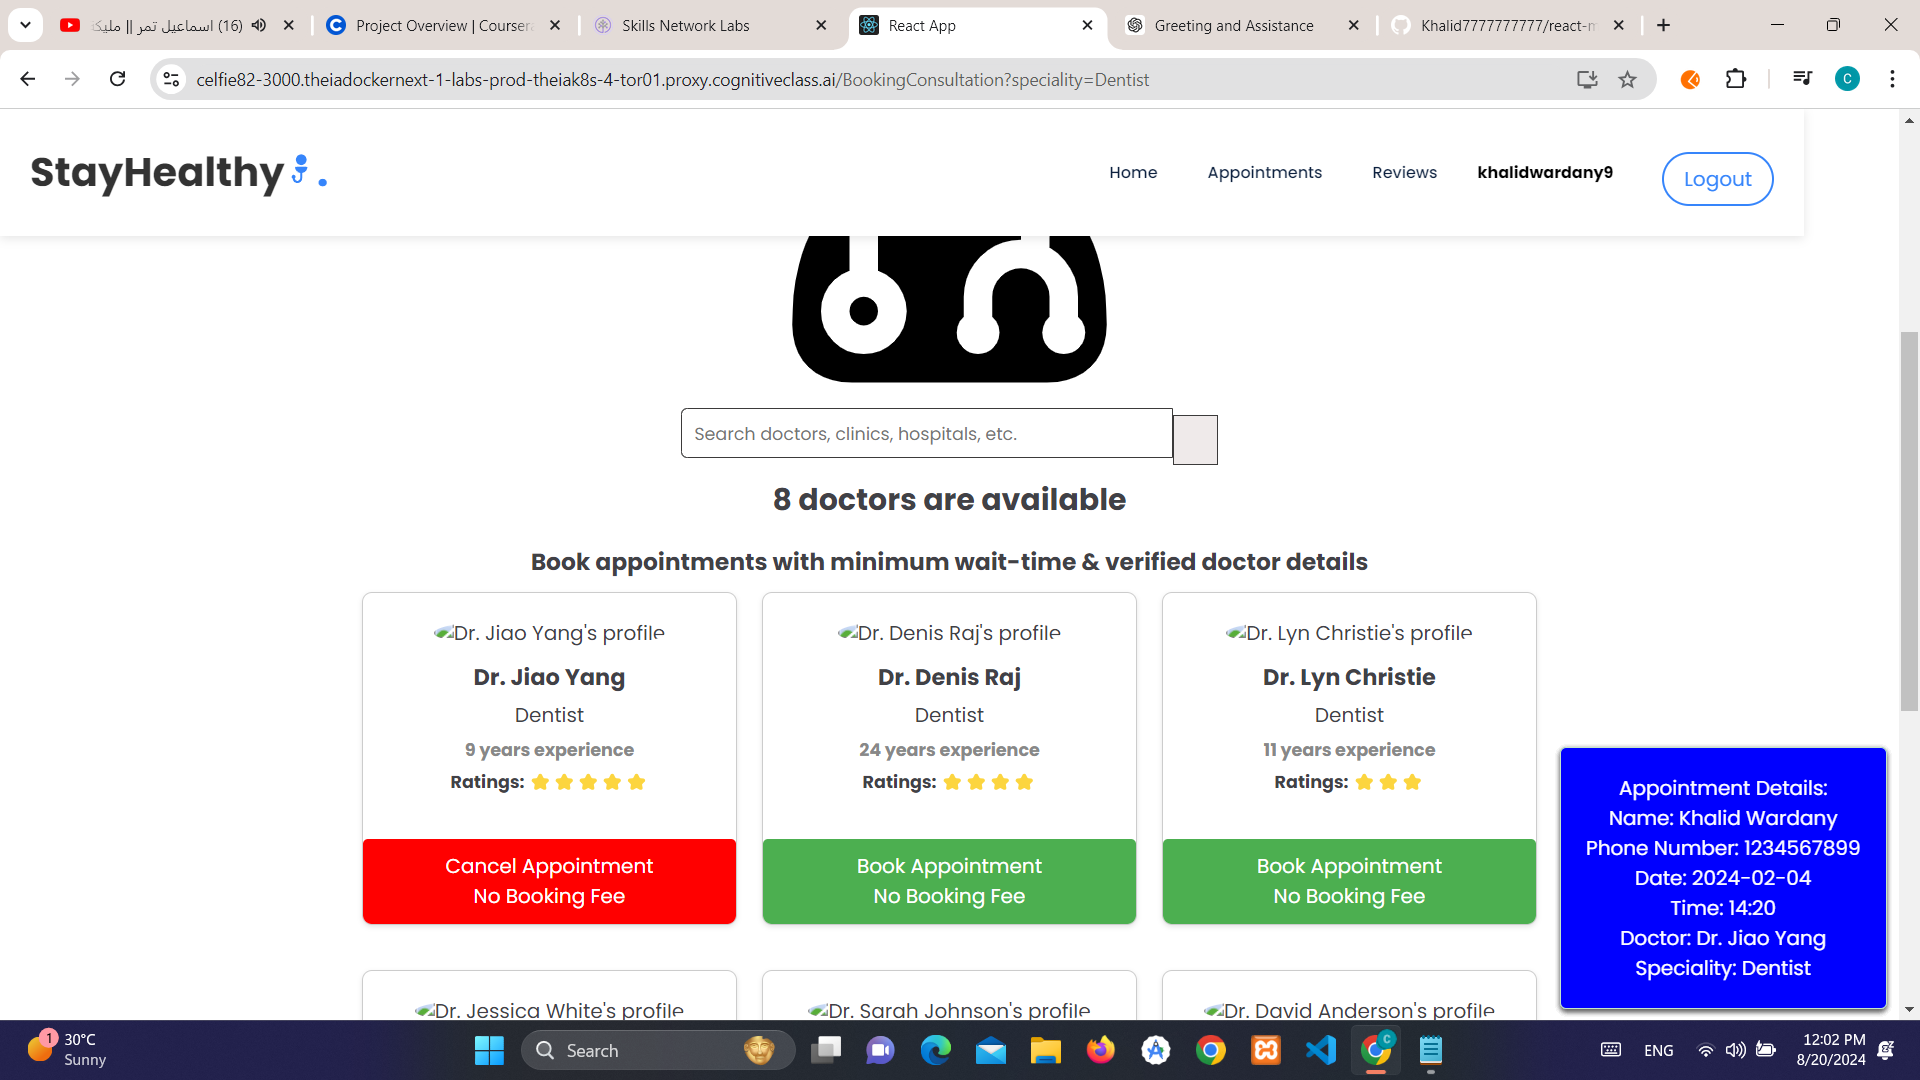 (16) اسماعيل تمر || مليكة
Project Overview | Coursera
Skills Network Labs
React App
Greeting and Assistance
Khalid7777777777/react-m
celfie82-3000.theiadockernext-1-labs-prod-theiak8s-4-tor01.proxy.cognitiveclass.ai/BookingConsultation?speciality=Dentist
C
StayHealthy.
Home
Appointments
Reviews
khalidwardany9
Logout
Search doctors, clinics, hospitals, etc.
8 doctors are available
Book appointments with minimum wait-time & verified doctor details
Dr. Jiao Yang's profile
Dr. Jiao Yang
Dentist
9 years experience
Ratings:
Cancel Appointment
No Booking Fee
Dr. Denis Raj's profile
Dr. Denis Raj
Dentist
24 years experience
Ratings:
Book Appointment
No Booking Fee
Dr. Lyn Christie's profile
Dr. Lyn Christie
Dentist
11 years experience
Ratings:
Book Appointment
No Booking Fee
Dr. Jessica White's profile
Dr. Sarah Johnson's profile
Dr. David Anderson's profile
Appointment Details:
Name: Khalid Wardany
Phone Number: 1234567899
Date: 2024-02-04
Time: 14:20
Doctor: Dr. Jiao Yang
Speciality: Dentist
1
30°C
Sunny
Search
C
ENG
12:02 PM
8/20/2024